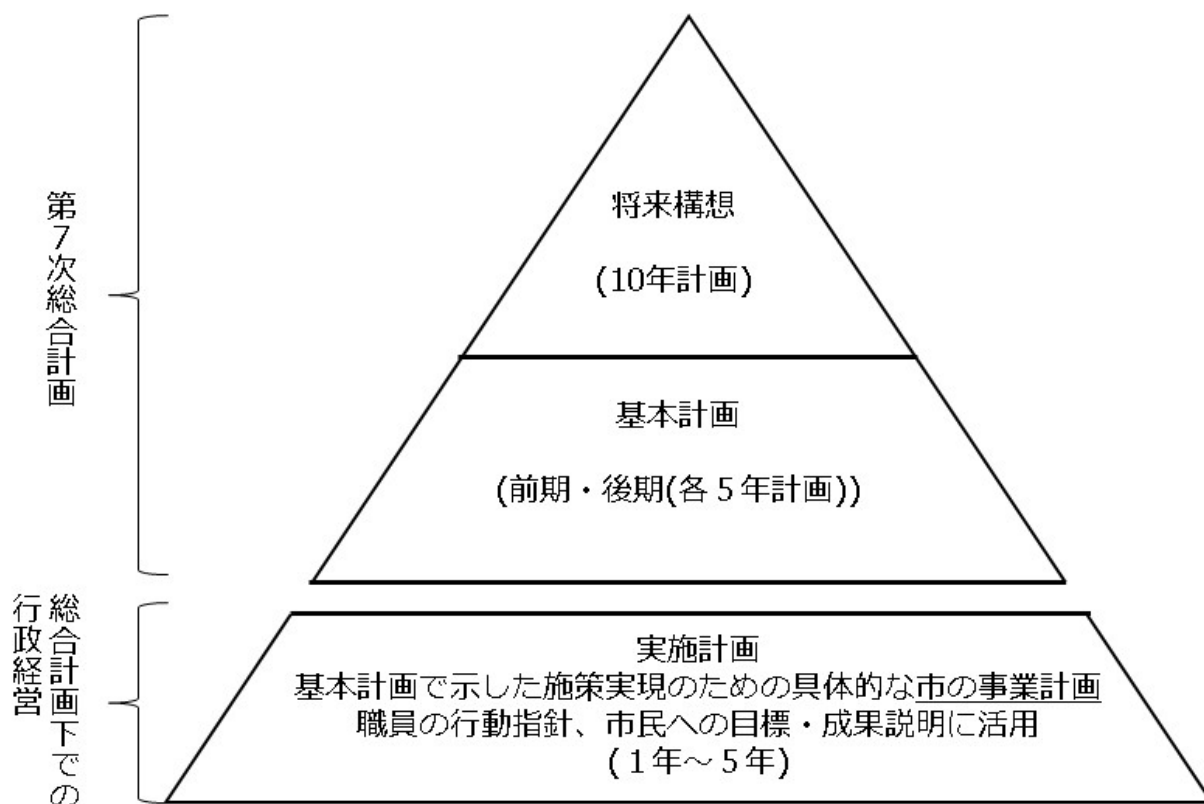 第７次総合計画
将来構想
(10年計画)
基本計画
(前期・後期(各５年計画))
総合計画下での
行政経営
実施計画
基本計画で示した施策実現のための具体的な市の事業計画
職員の行動指針、市民への目標・成果説明に活用
(１年～５年)